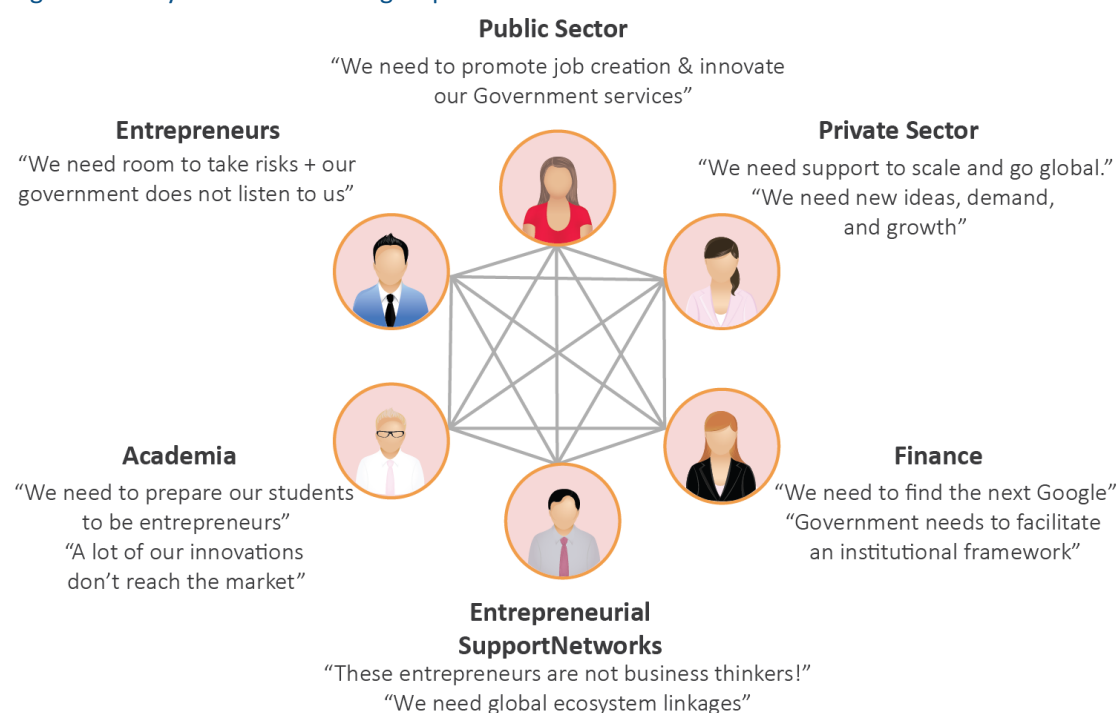 Public Sector
“We need to promote job creation & innovate
our Government services”
Entrepreneurs
“We need room to take risks + our
government does not listen to us”
Private Sector
“We need support to scale and go global.”
“We need new ideas, demand,
and growth”
Academia
“We need to prepare our students
to be entrepreneurs”
“A lot of our innovations
don’t reach the market”
Finance
“We need to find the next Google”
“Government needs to facilitate
an institutional framework”
Entrepreneurial
SupportNetworks
“These entrepreneurs are not business thinkers!”
“We need global ecosystem linkages”